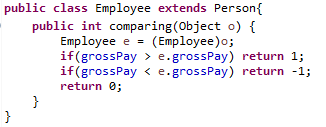 public class Employee extends Person{
public int comparing(Object o) {
Employee e = (Employee)o;
if(grossPay > e.grossPay) return 1;
if(grossPay < e.grossPay) return -1;
return 0;
}
}